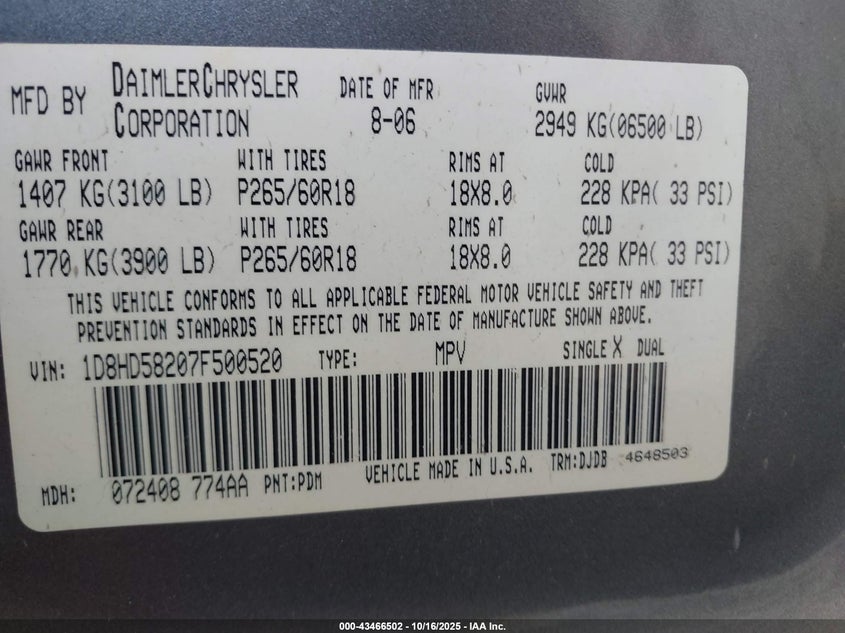 MFD BY DAIMLERCHRYSLER CORPORATION DATE OF MFR 8-06 GVWR 2949 KG(06500 LB)
GAWR FRONT WITH TIRES RIMS AT COLD
1407 KG(3100 LB) P265/60R18 18X8.0 228 KPA( 33 PSI)
GAWR REAR WITH TIRES RIMS AT COLD
1770 KG(3900 LB) P265/60R18 18X8.0 228 KPA( 33 PSI)
THIS VEHICLE CONFORMS TO ALL APPLICABLE FEDERAL MOTOR VEHICLE SAFETY AND THEFT
PREVENTION STANDARDS IN EFFECT ON THE DATE OF MANUFACTURE SHOWN ABOVE.
VIN: 1D8HD58207F500520 TYPE: MPV SINGLE X DUAL
MDH: 072408 774AA PNT:PDM VEHICLE MADE IN U.S.A. TRM:DJDB 4648503
000-43466502 - 10/16/2025 - IAA Inc.